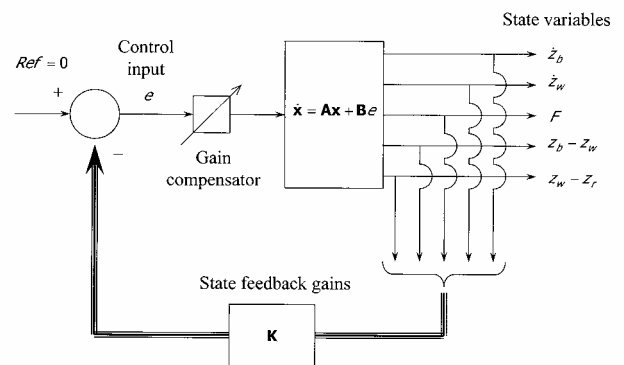 State variables
Ref = 0
Control
input
+
e
−
Gain
compensator
ẋ = Ax + Be
ż_b
ż_w
F
z_b − z_w
z_w − z_r
State feedback gains
K